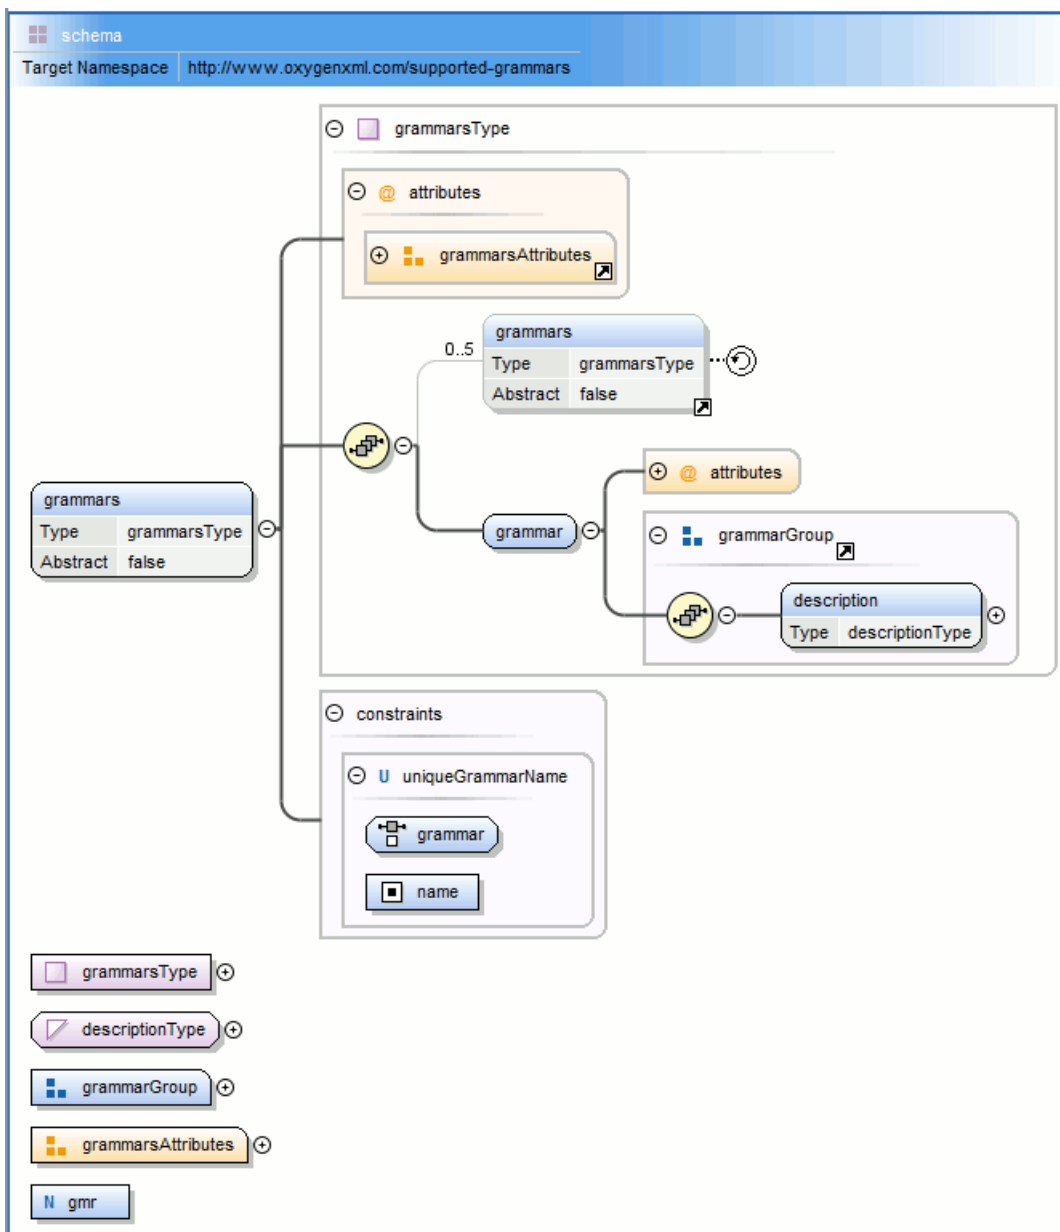 schema
Target Namespace http://www.oxygenxml.com/supported-grammars
grammarsType
@ attributes
grammarsAttributes
grammars
0..5
Type grammarsType
Abstract false
@ attributes
grammars
Type grammarsType
Abstract false
grammar
grammarGroup
description
Type descriptionType
constraints
U uniqueGrammarName
grammar
name
grammarsType
descriptionType
grammarGroup
grammarsAttributes
N gmr